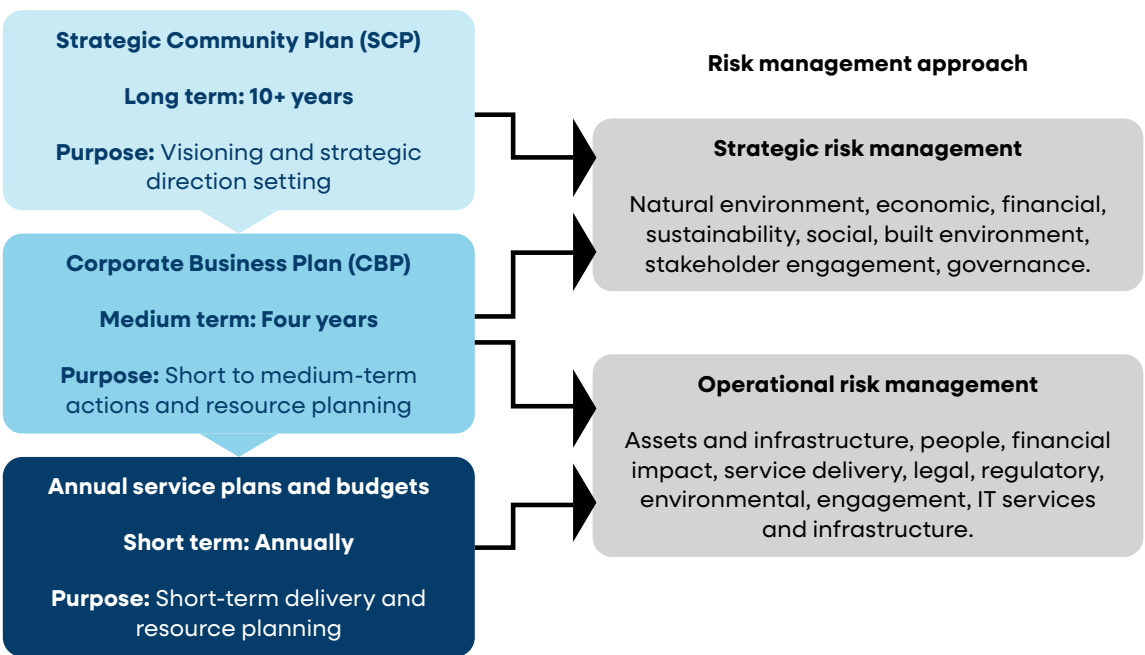 Strategic Community Plan (SCP)
Long term: 10+ years
Purpose: Visioning and strategic
direction setting
Corporate Business Plan (CBP)
Medium term: Four years
Purpose: Short to medium-term
actions and resource planning
Annual service plans and budgets
Short term: Annually
Purpose: Short-term delivery and
resource planning
Risk management approach
Strategic risk management
Natural environment, economic, financial,
sustainability, social, built environment,
stakeholder engagement, governance.
Operational risk management
Assets and infrastructure, people, financial
impact, service delivery, legal, regulatory,
environmental, engagement, IT services
and infrastructure.